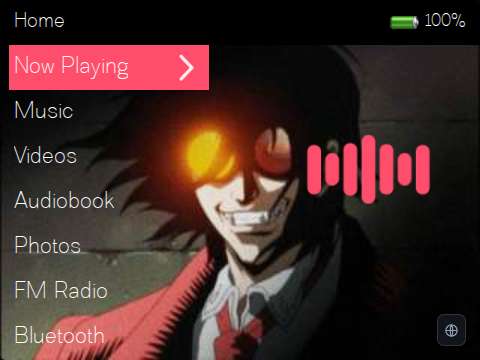 Home
100%
Now Playing
Music
Videos
Audiobook
Photos
FM Radio
Bluetooth